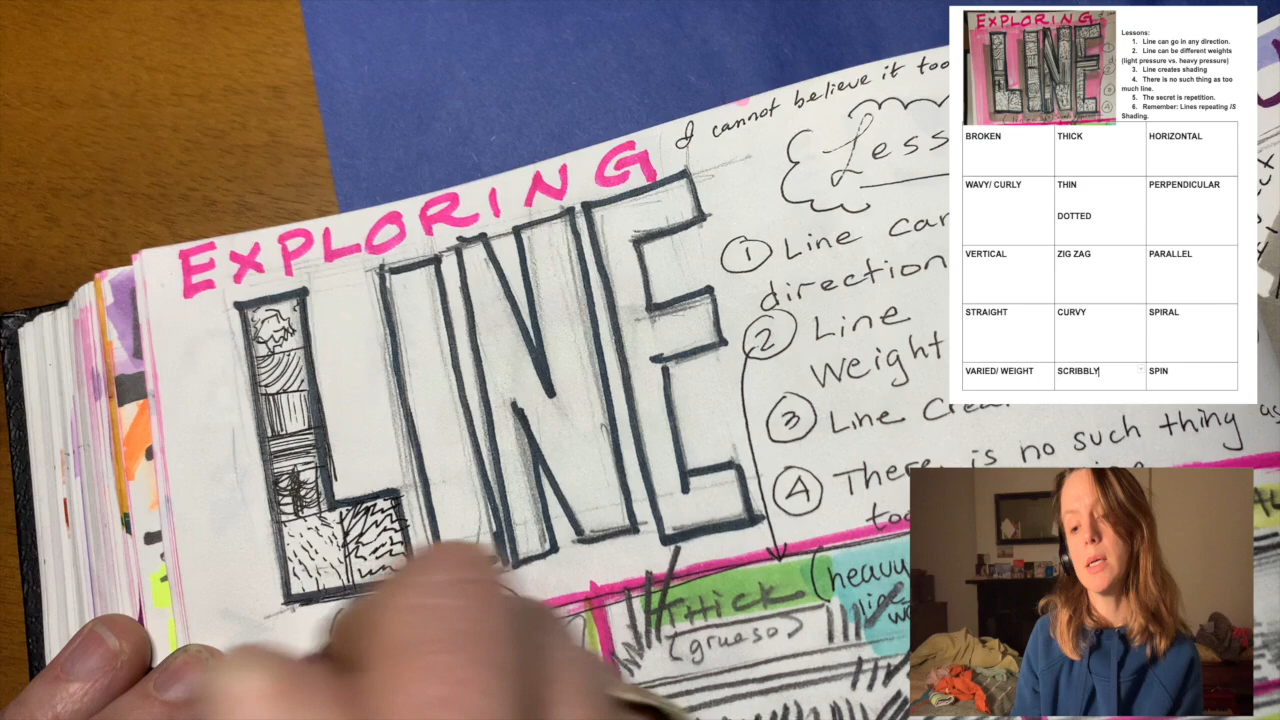 EXPLORING
LINE
I cannot believe it too
Less
① Line can
direction
② Line
Weight
③ Line Crea
④ There is no such thing as
too
THICK
(grueso)
(heavy
line
EXPLORING
LINE
Lessons:
1. Line can go in any direction.
2. Line can be different weights
(light pressure vs. heavy pressure)
3. Line creates shading
4. There is no such thing as too
much line.
5. The secret is repetition.
6. Remember: Lines repeating IS
Shading.
BROKEN THICK HORIZONTAL
WAVY/ CURLY THIN PERPENDICULAR
DOTTED
VERTICAL ZIG ZAG PARALLEL
STRAIGHT CURVY SPIRAL
VARIED/ WEIGHT SCRIBBLY SPIN